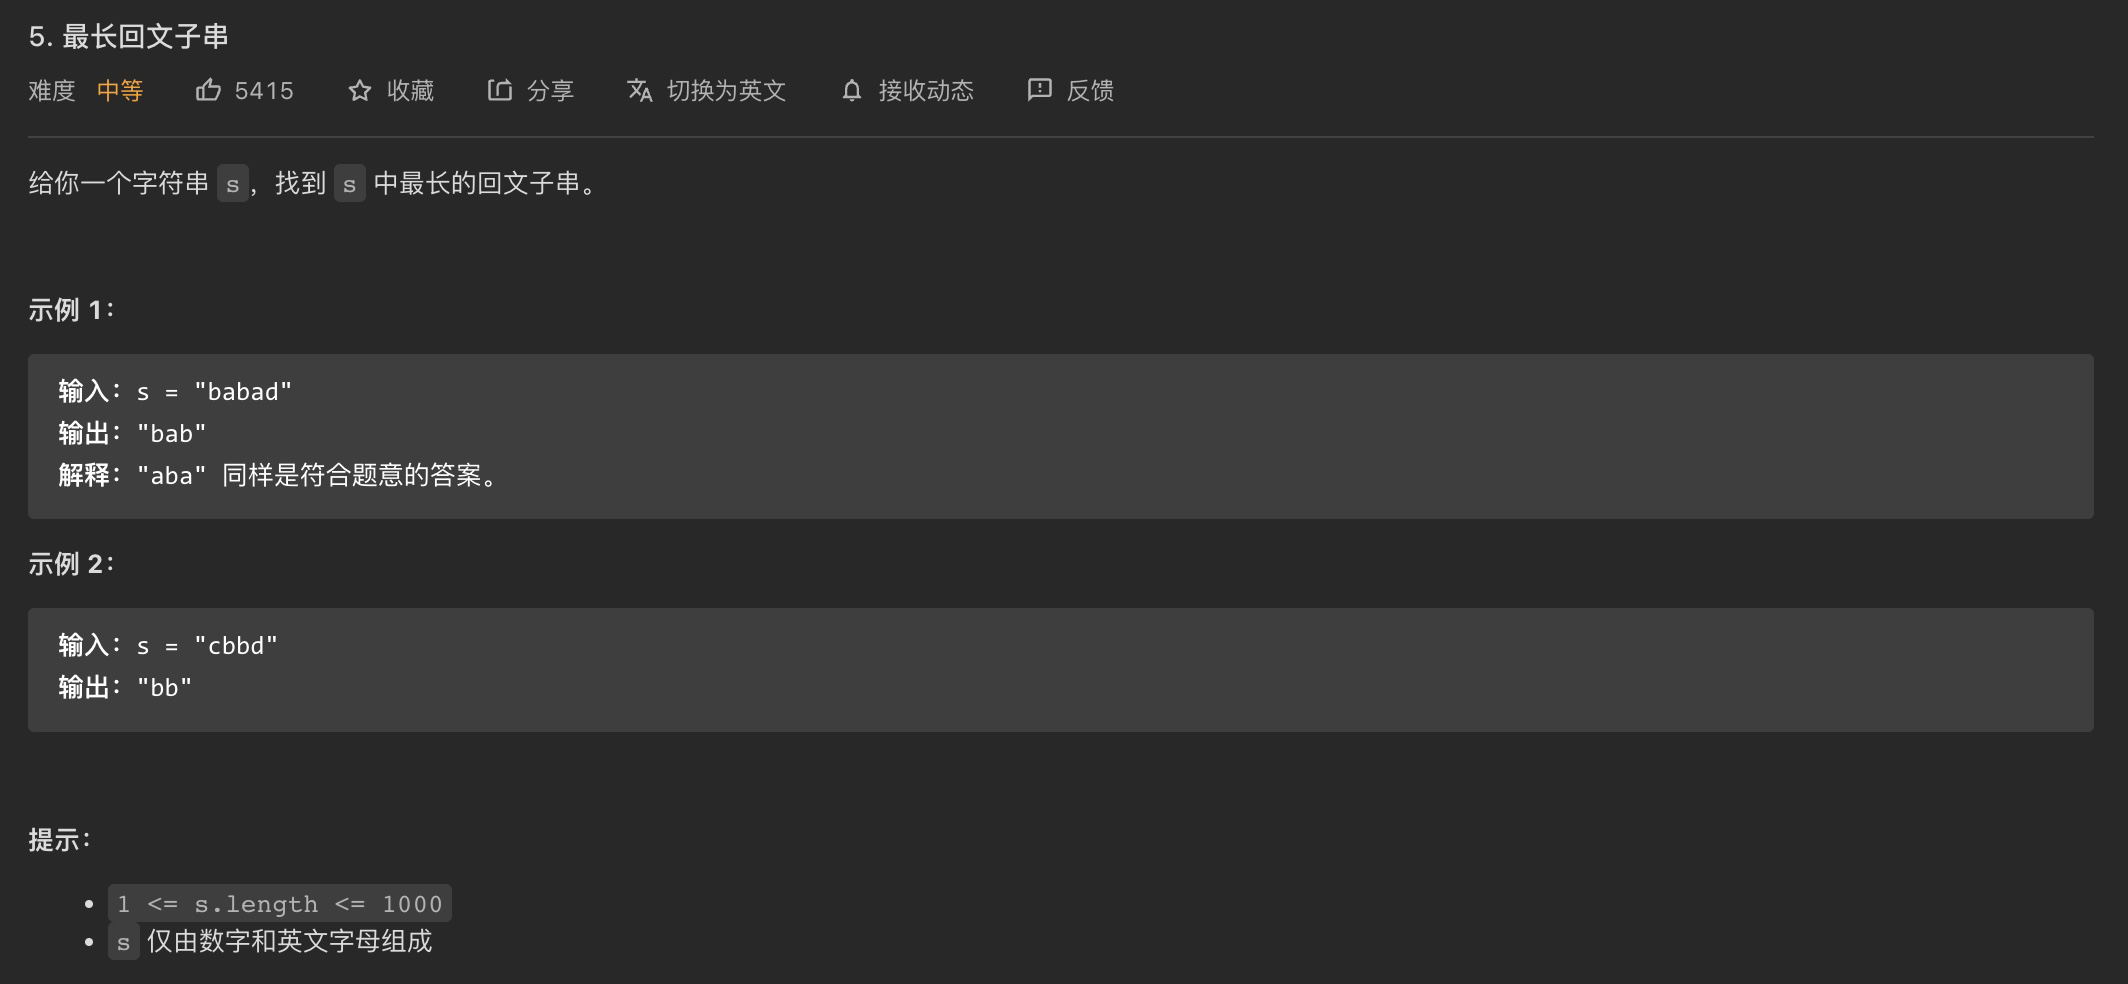 5. 最长回文子串
难度 中等 5415 收藏 分享 切换为英文 接收动态 反馈
给你一个字符串 s，找到 s 中最长的回文子串。
示例 1：
输入：s = "babad"
输出："bab"
解释："aba" 同样是符合题意的答案。
示例 2：
输入：s = "cbbd"
输出："bb"
提示：
1 <= s.length <= 1000
s 仅由数字和英文字母组成